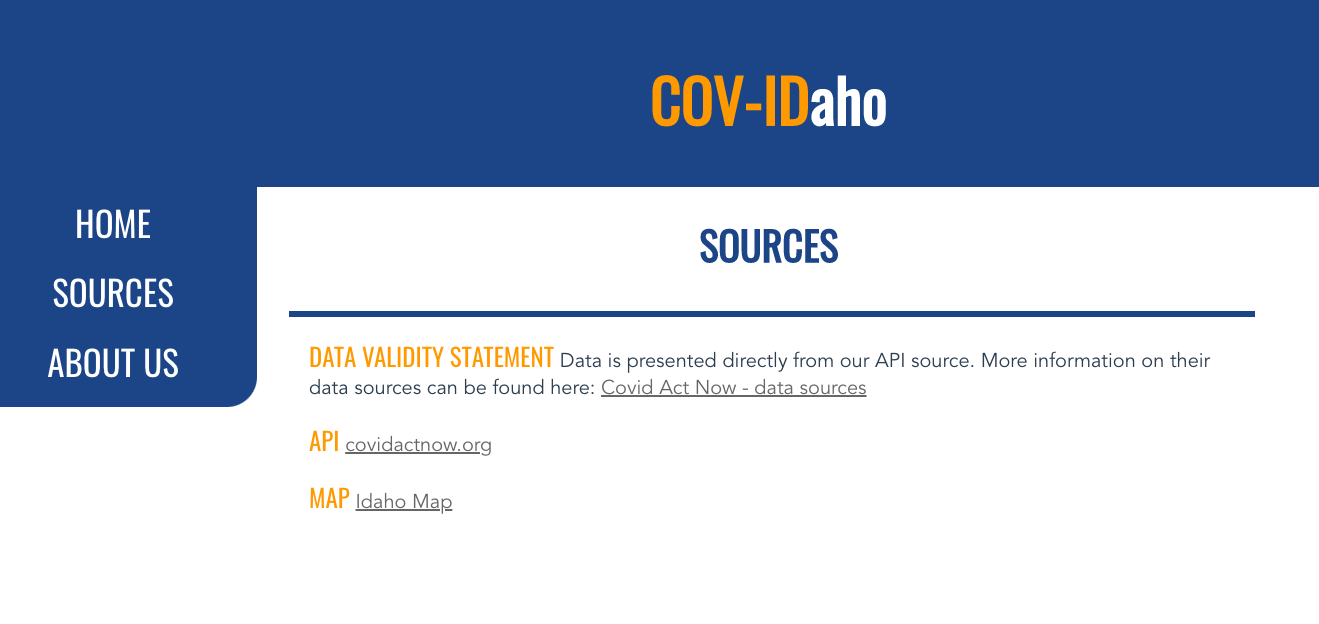 COV-IDaho
HOME
SOURCES
ABOUT US
SOURCES
DATA VALIDITY STATEMENT Data is presented directly from our API source. More information on their
data sources can be found here: Covid Act Now - data sources
API covidactnow.org
MAP Idaho Map